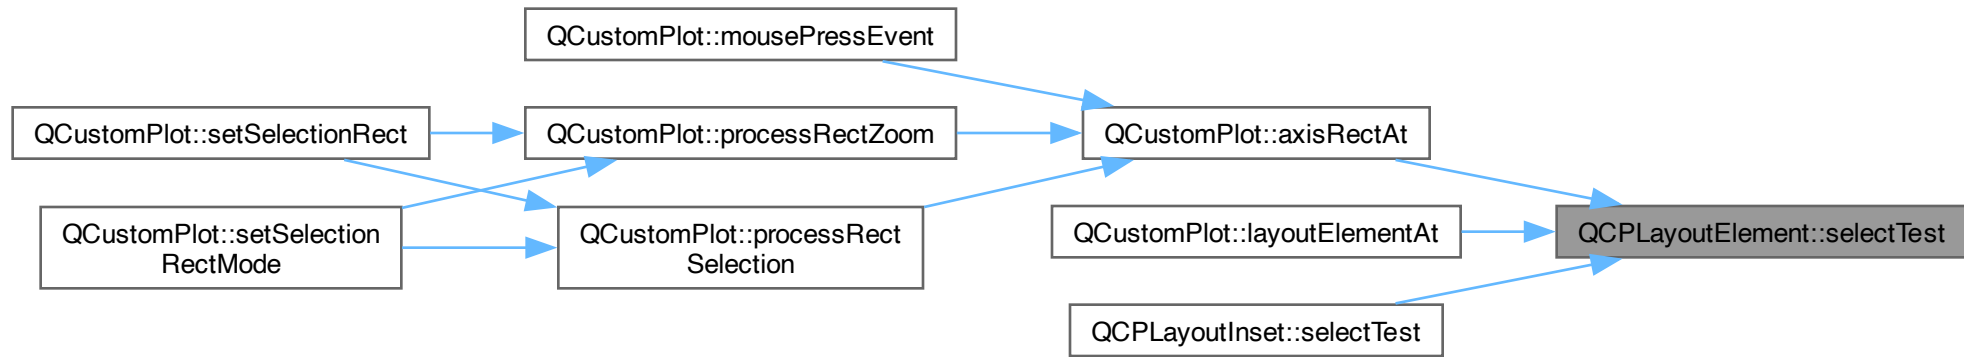 QCustomPlot::mousePressEvent
QCustomPlot::setSelectionRect
QCustomPlot::processRectZoom
QCustomPlot::axisRectAt
QCustomPlot::setSelection
RectMode
QCustomPlot::processRect
Selection
QCustomPlot::layoutElementAt
QCPLayoutElement::selectTest
QCPLayoutInset::selectTest